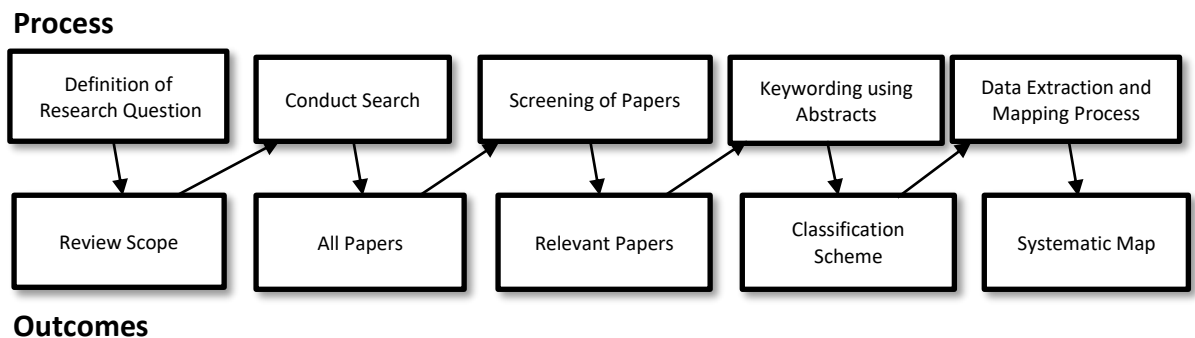 Process
Definition of
Research Question
Conduct Search
Screening of Papers
Keywording using
Abstracts
Data Extraction and
Mapping Process
Review Scope
All Papers
Relevant Papers
Classification
Scheme
Systematic Map
Outcomes